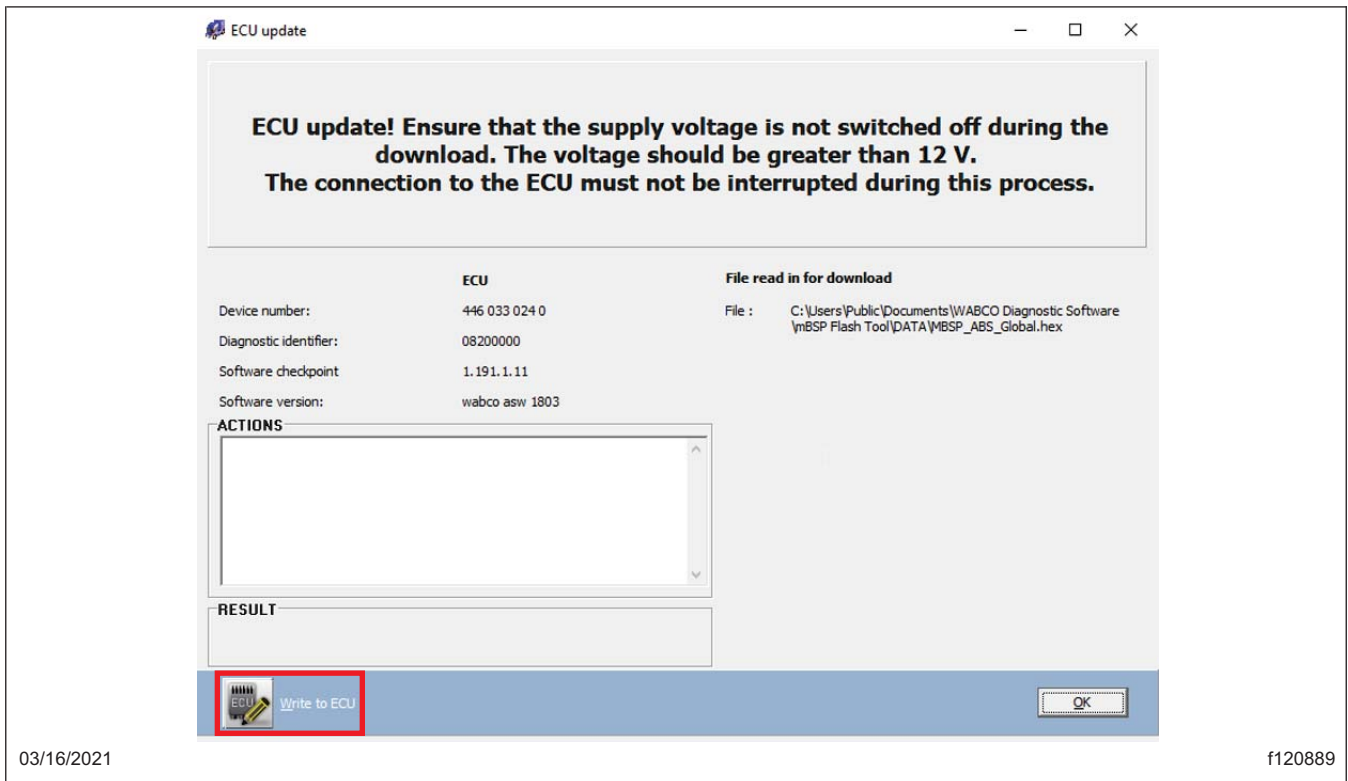 ECU update
ECU update! Ensure that the supply voltage is not switched off during the
download. The voltage should be greater than 12 V.
The connection to the ECU must not be interrupted during this process.
ECU
File read in for download
Device number:
446 033 024 0
File :
C:\Users\Public\Documents\WABCO Diagnostic Software
\mBSP Flash Tool\DATA\MBSP_ABS_Global.hex
Diagnostic identifier:
08200000
Software checkpoint
1.191.1.11
Software version:
wabco asw 1803
ACTIONS
RESULT
ECU
Write to ECU
OK
03/16/2021
f120889